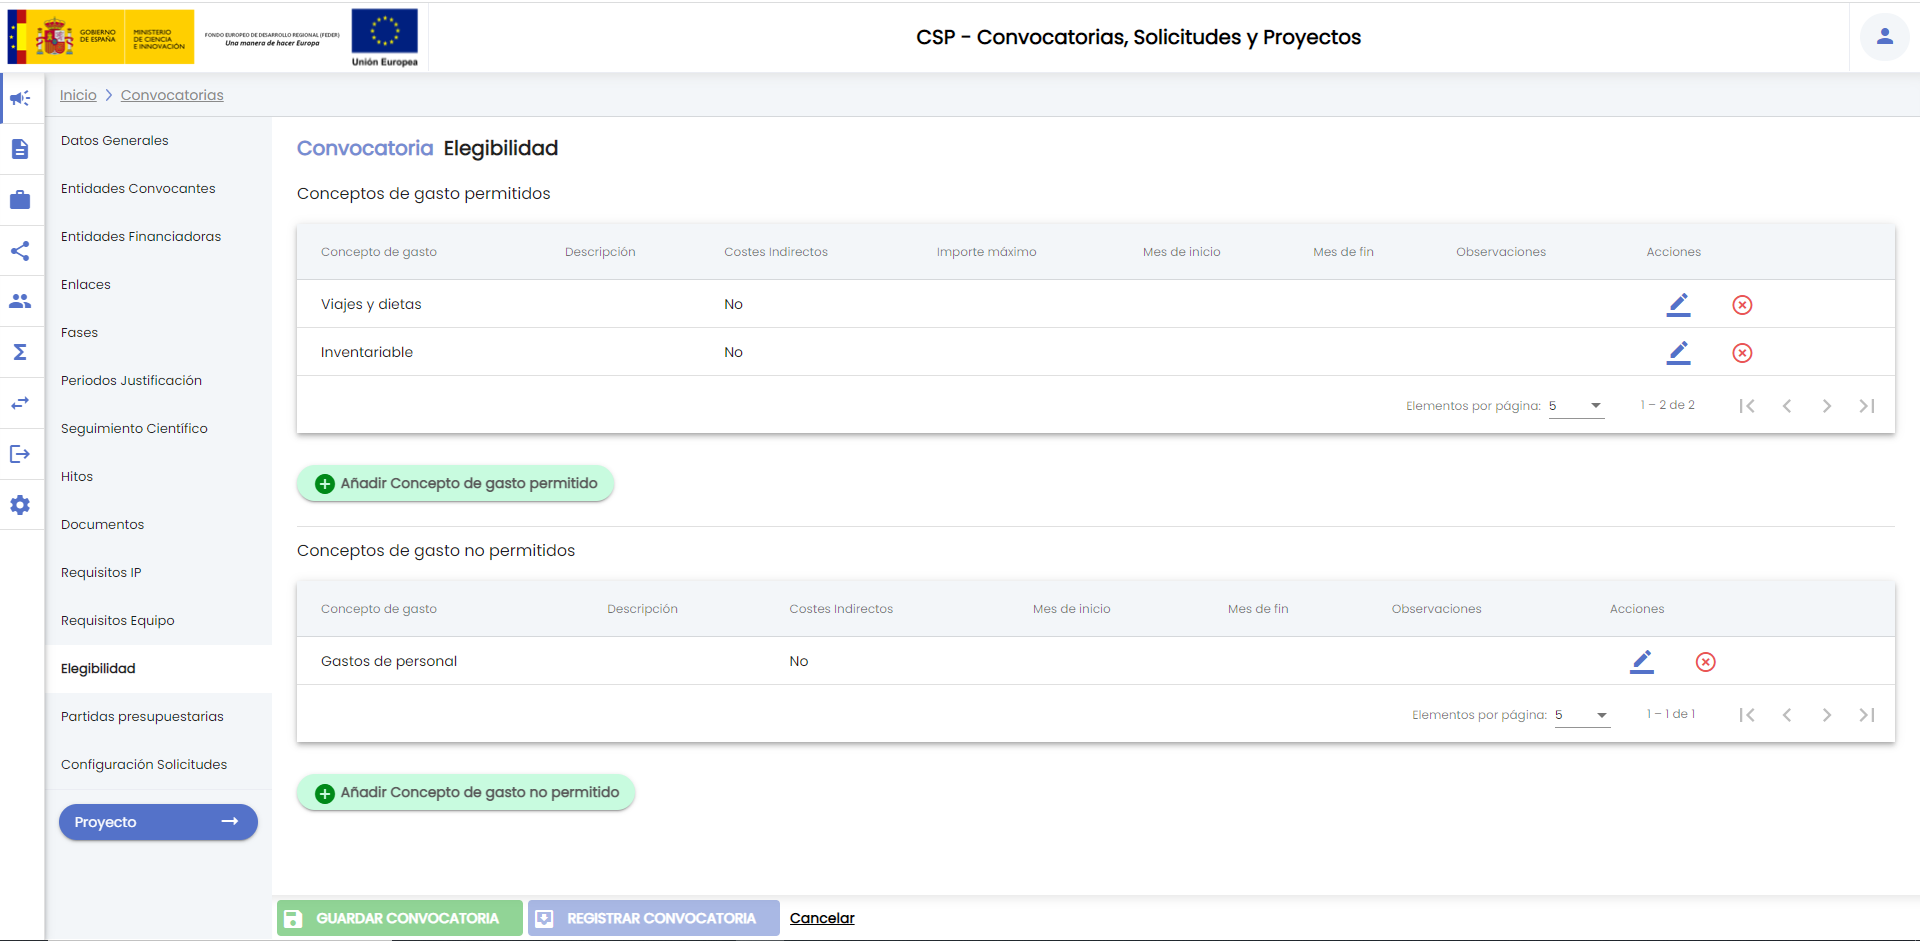 GOBIERNO
DE ESPAÑA
MINISTERIO
DE CIENCIA
E INNOVACIÓN
FONDO EUROPEO DE DESARROLLO REGIONAL (FEDER)
Una manera de hacer Europa
Unión Europea
CSP - Convocatorias, Solicitudes y Proyectos
Inicio > Convocatorias
Datos Generales
Entidades Convocantes
Entidades Financiadoras
Enlaces
Fases
Periodos Justificación
Seguimiento Científico
Hitos
Documentos
Requisitos IP
Requisitos Equipo
Elegibilidad
Partidas presupuestarias
Configuración Solicitudes
Proyecto
Convocatoria Elegibilidad
Conceptos de gasto permitidos
Concepto de gasto Descripción Costes Indirectos Importe máximo Mes de inicio Mes de fin Observaciones Acciones
Viajes y dietas No
Inventariable No
Elementos por página: 5 1 – 2 de 2
Añadir Concepto de gasto permitido
Conceptos de gasto no permitidos
Concepto de gasto Descripción Costes Indirectos Mes de inicio Mes de fin Observaciones Acciones
Gastos de personal No
Elementos por página: 5 1 – 1 de 1
Añadir Concepto de gasto no permitido
GUARDAR CONVOCATORIA REGISTRAR CONVOCATORIA Cancelar